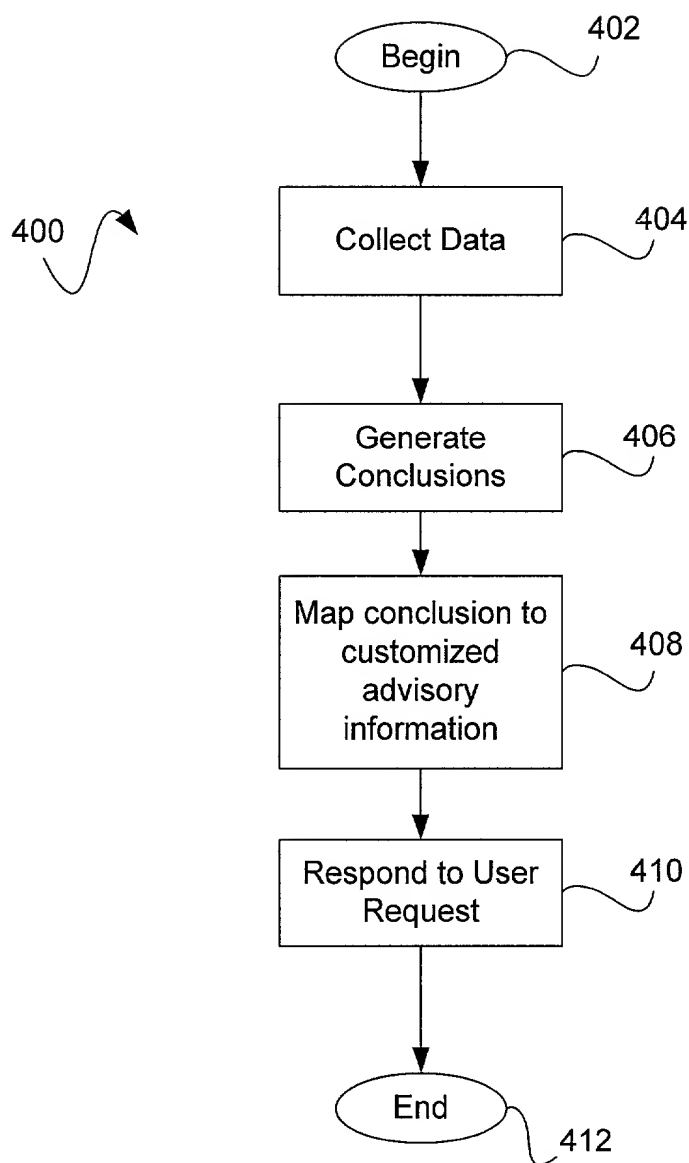 402
Begin
400
404
Collect Data
406
Generate
Conclusions
Map conclusion to
customized
advisory
information
408
Respond to User
Request
410
End
412